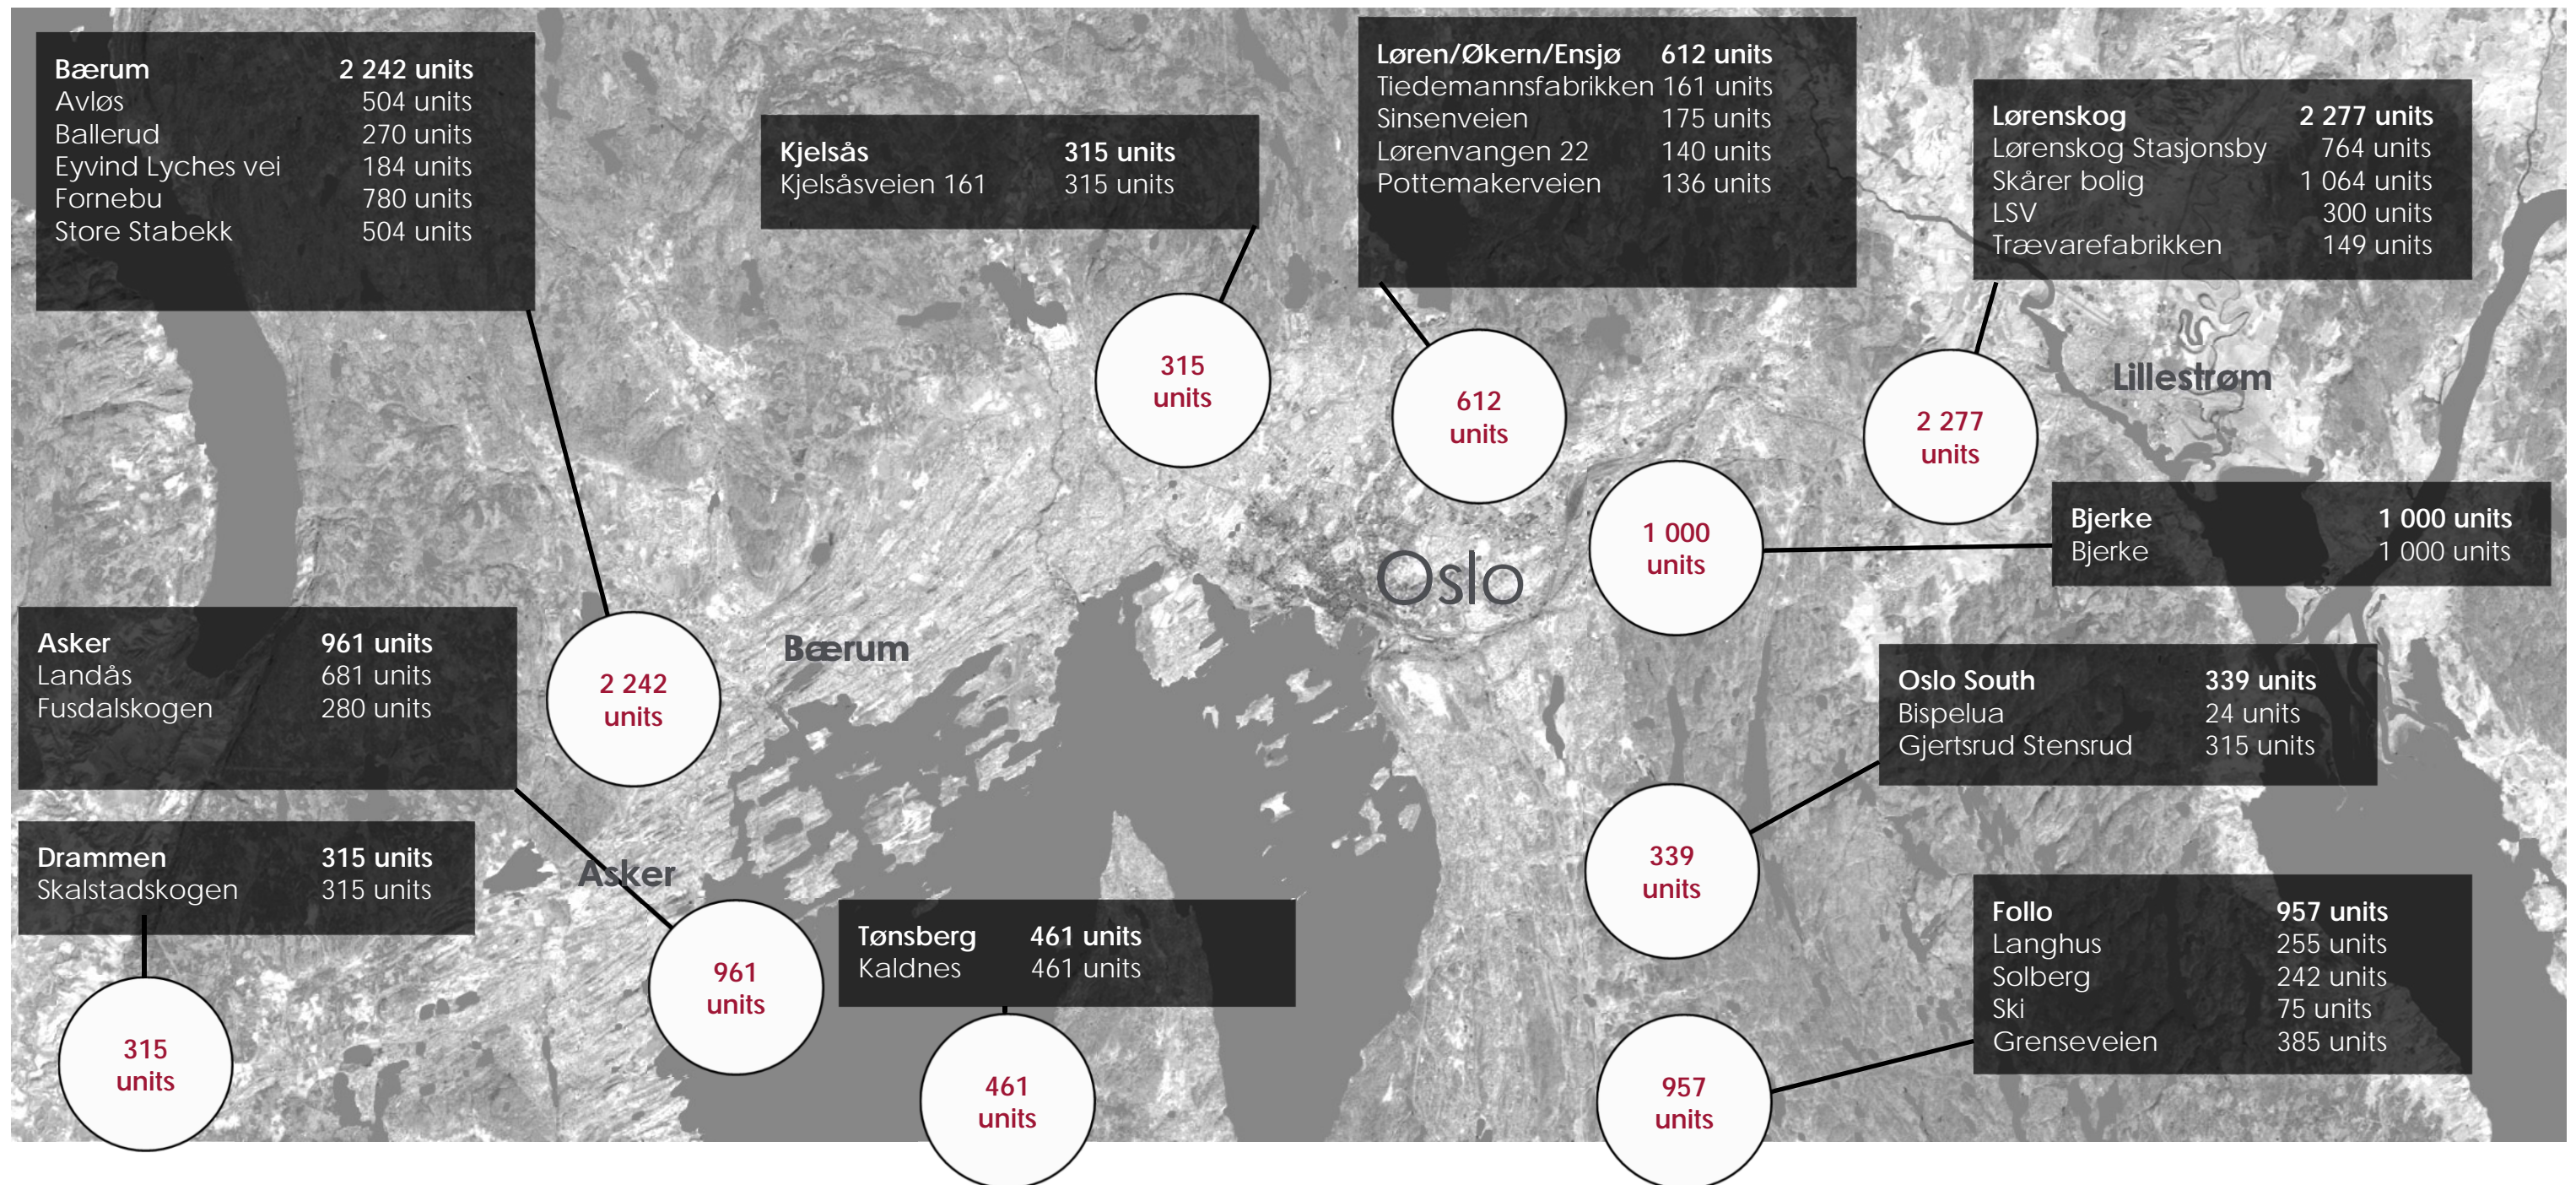 Bærum 2 242 units
Avløs 504 units
Ballerud 270 units
Eyvind Lyches vei 184 units
Fornebu 780 units
Store Stabekk 504 units
Kjelsås 315 units
Kjelsåsveien 161 315 units
Løren/Økern/Ensjø 612 units
Tiedemannsfabrikken 161 units
Sinsenveien 175 units
Lørenvangen 22 140 units
Pottemakerveien 136 units
Lørenskog 2 277 units
Lørenskog Stasjonsby 764 units
Skårer bolig 1 064 units
LSV 300 units
Trævarefabrikken 149 units
315
units
612
units
2 277
units
Lillestrøm
1 000
units
Bjerke 1 000 units
Bjerke 1 000 units
Oslo
Asker 961 units
Landås 681 units
Fusdalskogen 280 units
2 242
units
Bærum
Oslo South 339 units
Bispelua 24 units
Gjertsrud Stensrud 315 units
Drammen 315 units
Skalstadskogen 315 units
Asker
339
units
315
units
961
units
Tønsberg 461 units
Kaldnes 461 units
461
units
Follo 957 units
Langhus 255 units
Solberg 242 units
Ski 75 units
Grenseveien 385 units
957
units